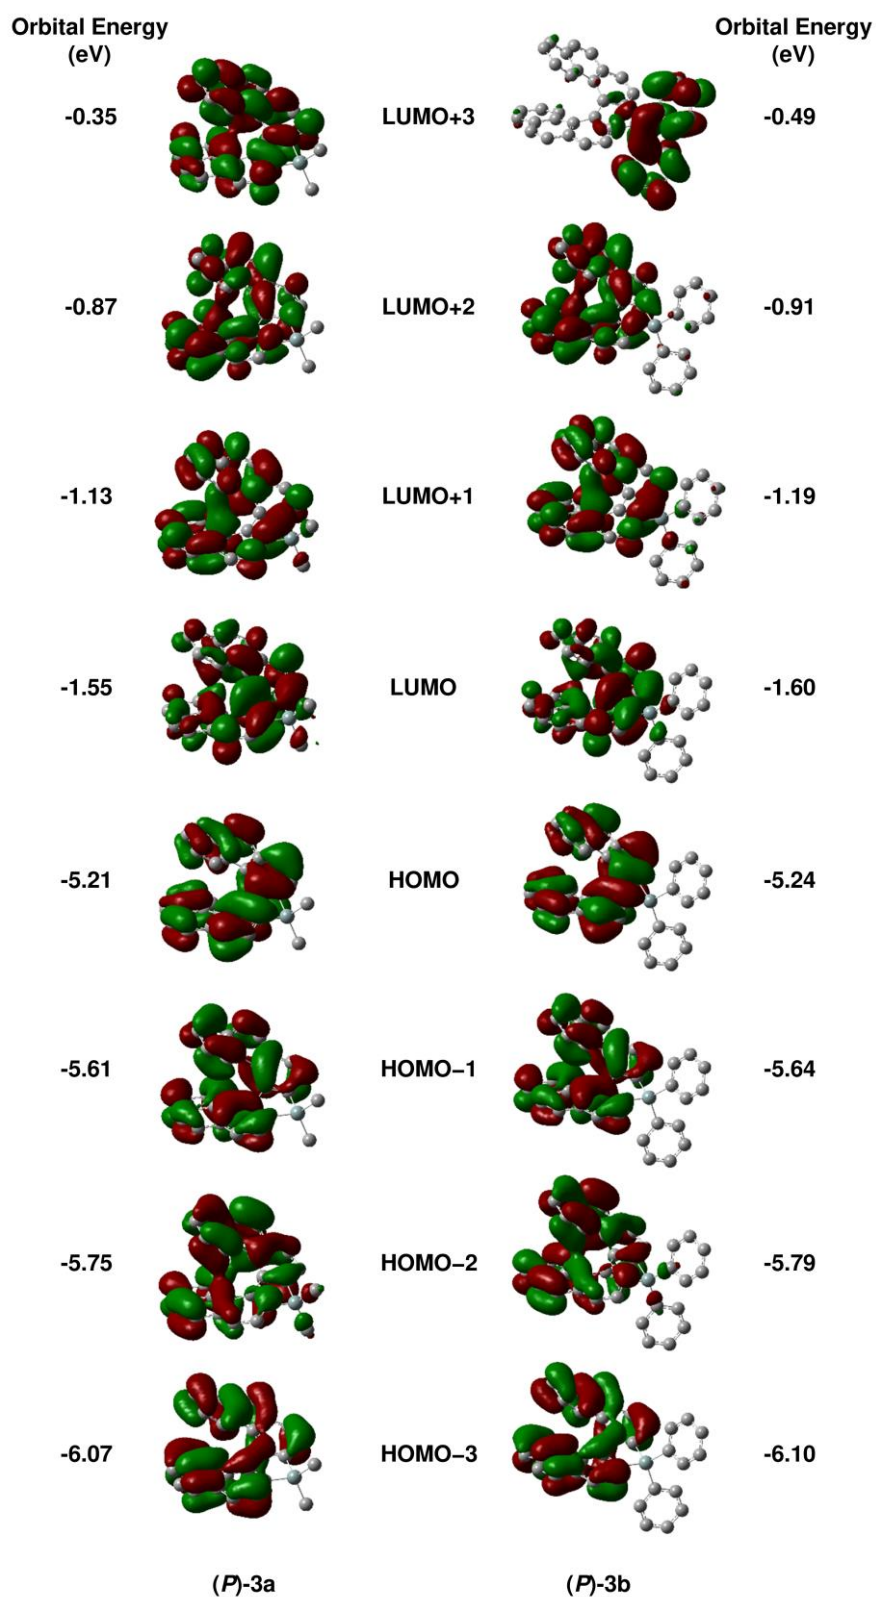 Orbital Energy Orbital Energy
(eV) (eV)
-0.35 LUMO+3 -0.49
-0.87 LUMO+2 -0.91
-1.13 LUMO+1 -1.19
-1.55 LUMO -1.60
-5.21 HOMO -5.24
-5.61 HOMO−1 -5.64
-5.75 HOMO−2 -5.79
-6.07 HOMO−3 -6.10
(P)-3a (P)-3b